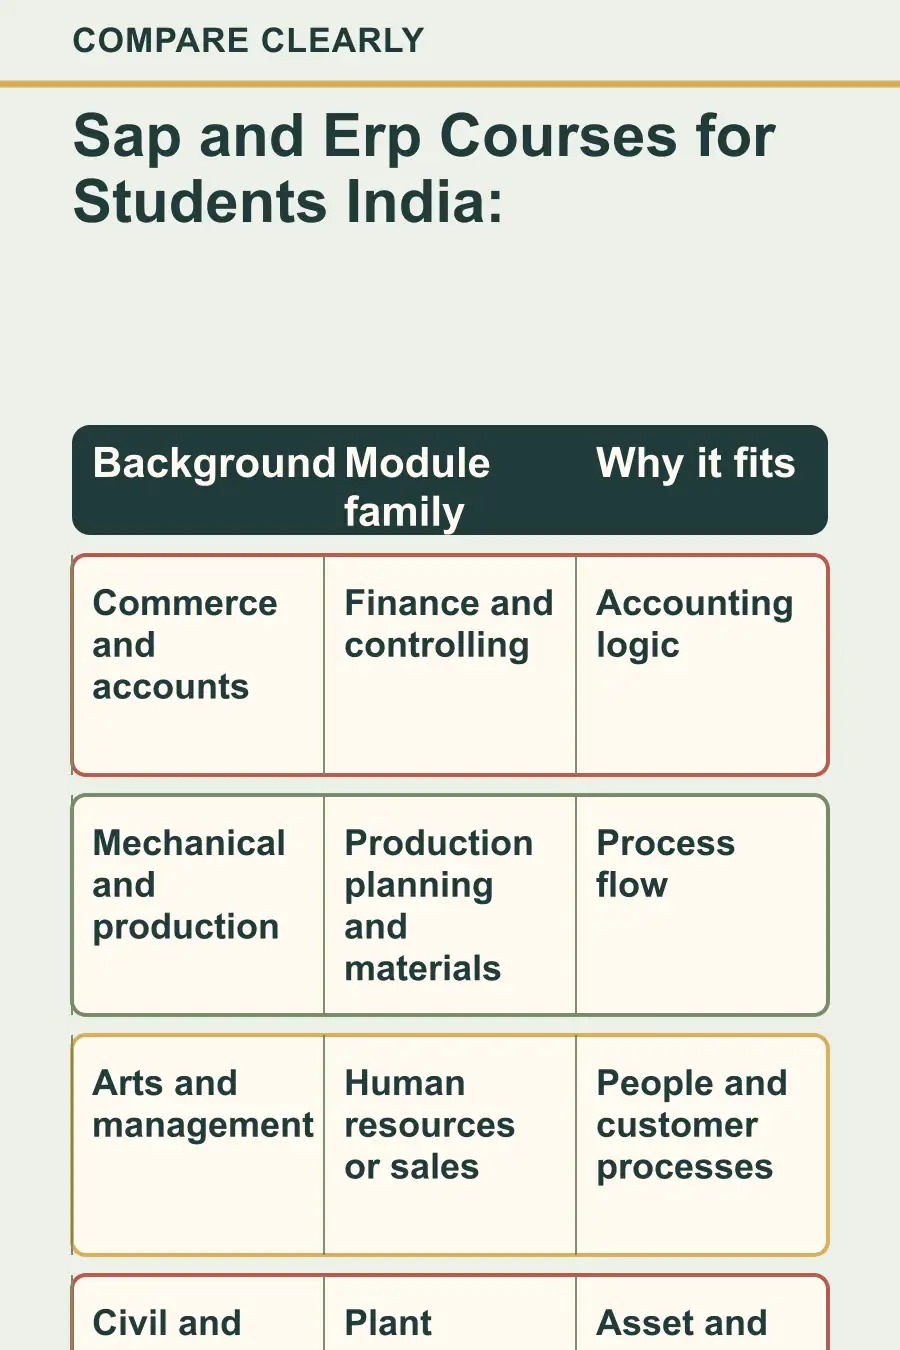 COMPARE CLEARLY
Sap and Erp Courses for
Students India:
Background Module family Why it fits
Commerce and accounts Finance and controlling Accounting logic
Mechanical and production Production planning and materials Process flow
Arts and management Human resources or sales People and customer processes
Civil and Plant Asset and